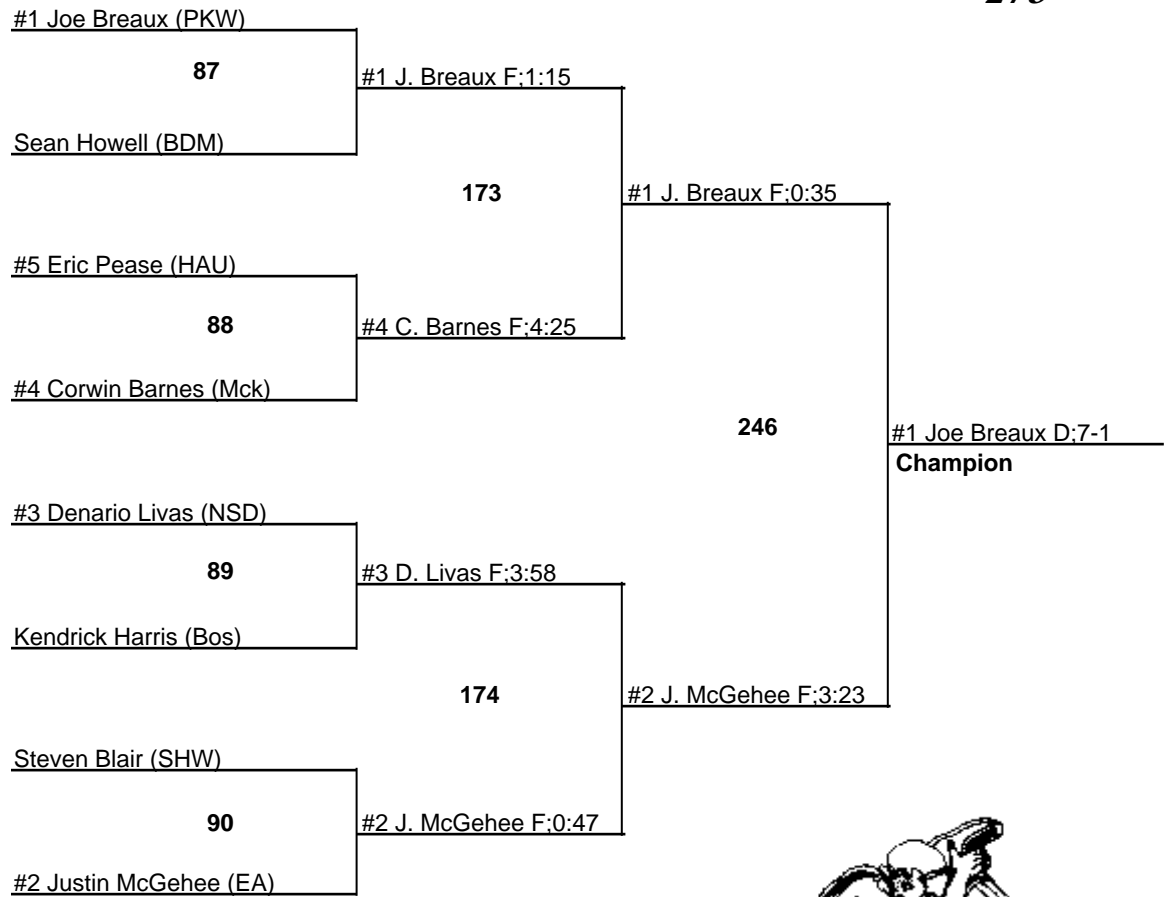 #1 Joe Breaux (PKW)
87
#1 J. Breaux F;1:15
Sean Howell (BDM)
173
#1 J. Breaux F;0:35
#5 Eric Pease (HAU)
88
#4 C. Barnes F;4:25
#4 Corwin Barnes (Mck)
246
#1 Joe Breaux D;7-1
Champion
#3 Denario Livas (NSD)
89
#3 D. Livas F;3:58
Kendrick Harris (Bos)
174
#2 J. McGehee F;3:23
Steven Blair (SHW)
90
#2 J. McGehee F;0:47
#2 Justin McGehee (EA)